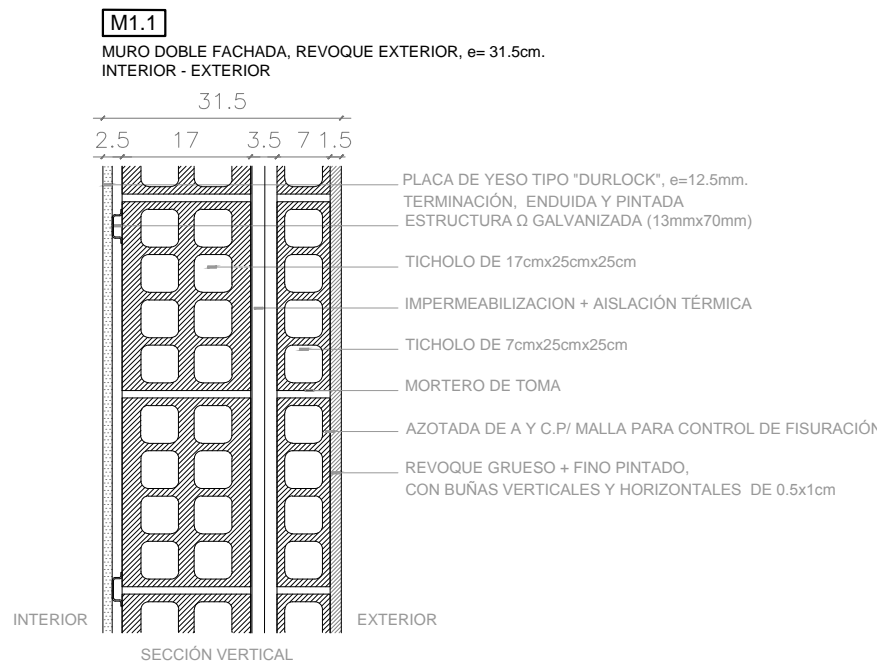 M1.1
MURO DOBLE FACHADA, REVOQUE EXTERIOR, e= 31.5cm.
INTERIOR - EXTERIOR
31.5
2.5 17 3.5 7 1.5
PLACA DE YESO TIPO "DURLOCK", e=12.5mm.
TERMINACIÓN, ENDUIDA Y PINTADA
ESTRUCTURA Ω GALVANIZADA (13mmx70mm)
TICHOLO DE 17cmx25cmx25cm
IMPERMEABILIZACION + AISLACIÓN TÉRMICA
TICHOLO DE 7cmx25cmx25cm
MORTERO DE TOMA
AZOTADA DE A Y C.P/ MALLA PARA CONTROL DE FISURACIÓN
REVOQUE GRUESO + FINO PINTADO,
CON BUÑAS VERTICALES Y HORIZONTALES DE 0.5x1cm
INTERIOR EXTERIOR
SECCIÓN VERTICAL